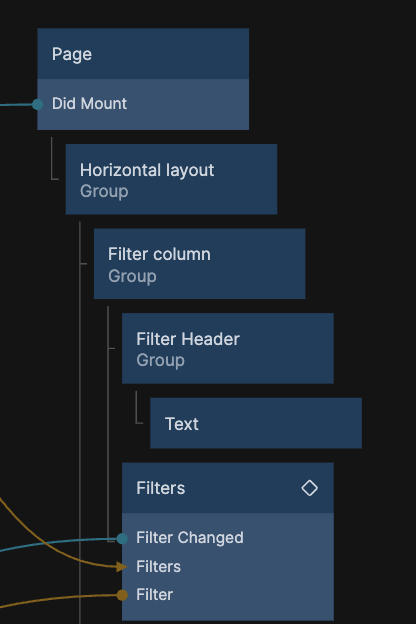 Page
Did Mount
Horizontal layout
Group
Filter column
Group
Filter Header
Group
Text
Filters
Filter Changed
Filters
Filter